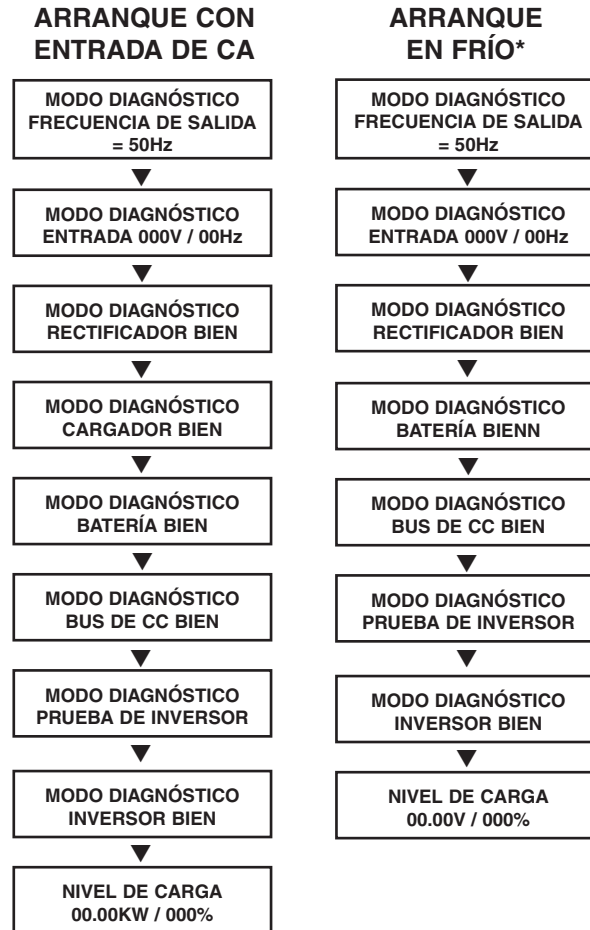 ARRANQUE CON
ENTRADA DE CA
MODO DIAGNÓSTICO
FRECUENCIA DE SALIDA
= 50Hz
MODO DIAGNÓSTICO
ENTRADA 000V / 00Hz
MODO DIAGNÓSTICO
RECTIFICADOR BIEN
MODO DIAGNÓSTICO
CARGADOR BIEN
MODO DIAGNÓSTICO
BATERÍA BIEN
MODO DIAGNÓSTICO
BUS DE CC BIEN
MODO DIAGNÓSTICO
PRUEBA DE INVERSOR
MODO DIAGNÓSTICO
INVERSOR BIEN
NIVEL DE CARGA
00.00KW / 000%
ARRANQUE
EN FRÍO*
MODO DIAGNÓSTICO
FRECUENCIA DE SALIDA
= 50Hz
MODO DIAGNÓSTICO
ENTRADA 000V / 00Hz
MODO DIAGNÓSTICO
RECTIFICADOR BIEN
MODO DIAGNÓSTICO
BATERÍA BIENN
MODO DIAGNÓSTICO
BUS DE CC BIEN
MODO DIAGNÓSTICO
PRUEBA DE INVERSOR
MODO DIAGNÓSTICO
INVERSOR BIEN
NIVEL DE CARGA
00.00V / 000%